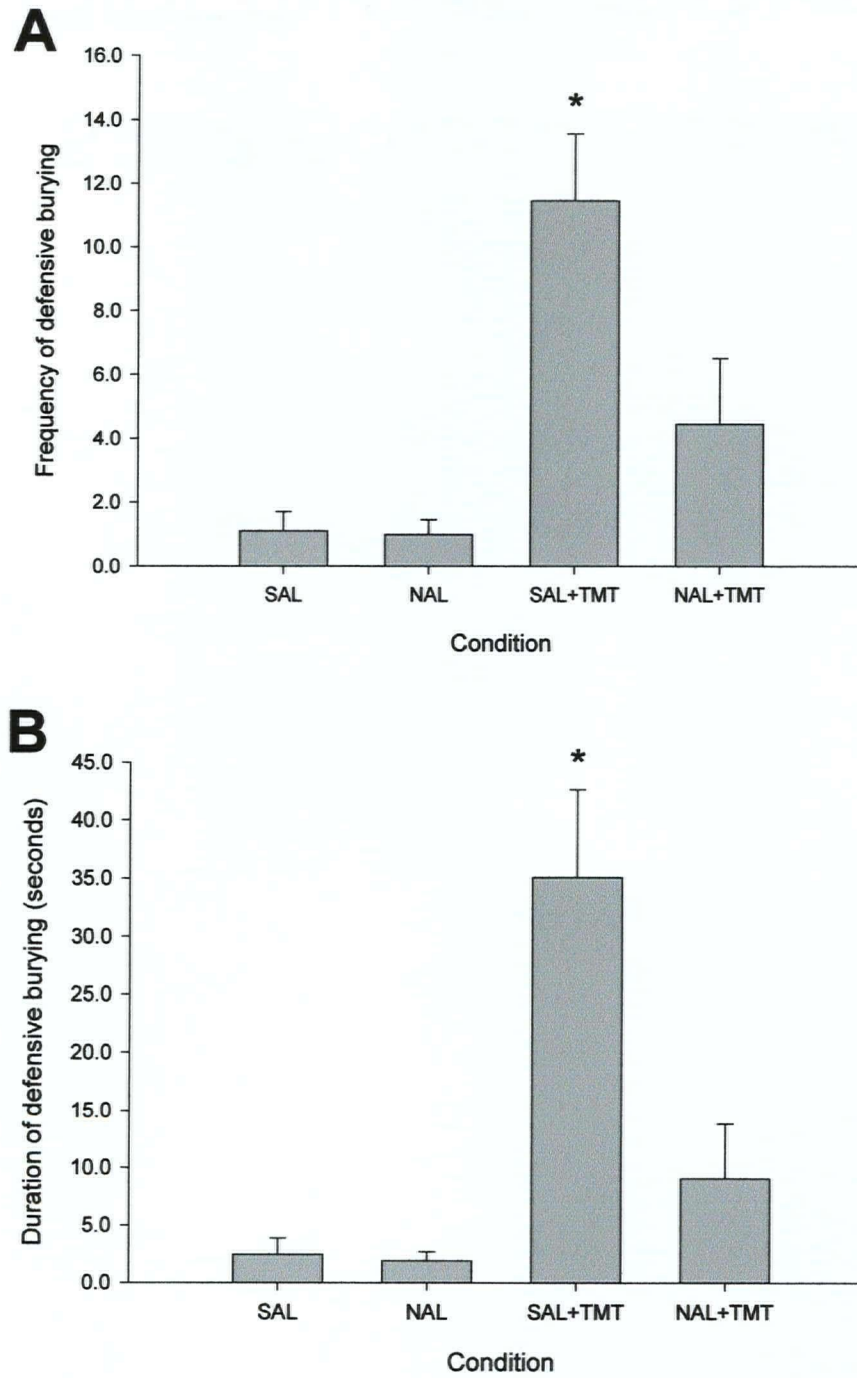 A
16.0
14.0
12.0
10.0
8.0
6.0
4.0
2.0
0.0
Frequency of defensive burying
*
SAL NAL SAL+TMT NAL+TMT
Condition
B
45.0
40.0
35.0
30.0
25.0
20.0
15.0
10.0
5.0
0.0
Duration of defensive burying (seconds)
*
SAL NAL SAL+TMT NAL+TMT
Condition